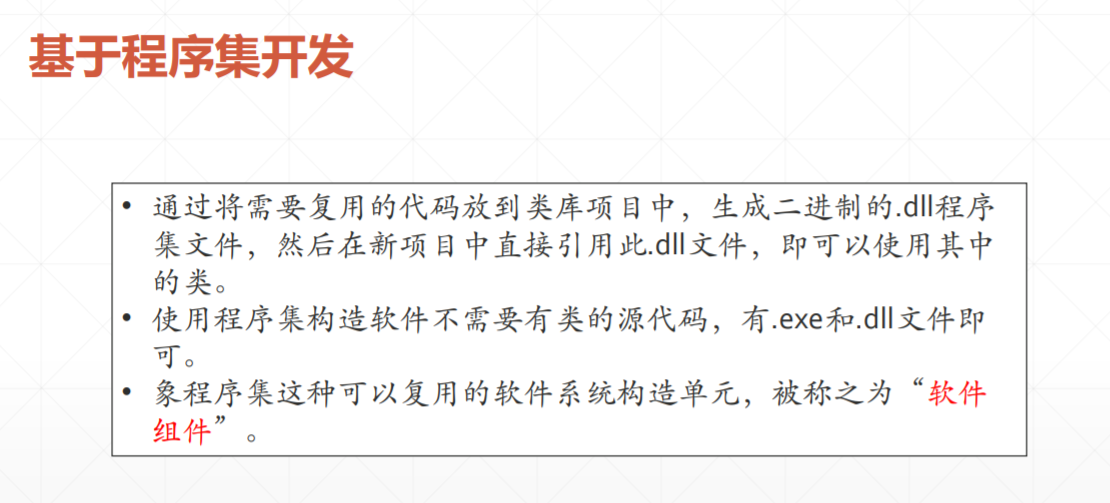 基于程序集开发
• 通过将需要复用的代码放到类库项目中，生成二进制的.dll程序
集文件，然后在新项目中直接引用此.dll文件，即可以使用其中
的类。
• 使用程序集构造软件不需要有类的源代码，有.exe和.dll文件即
可。
• 象程序集这种可以复用的软件系统构造单元，被称之为“软件
组件”。